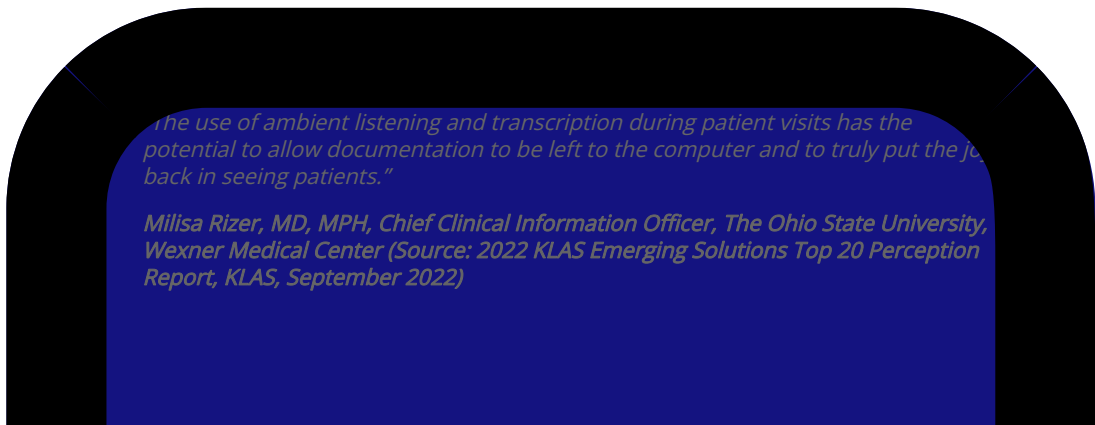 The use of ambient listening and transcription during patient visits has the
potential to allow documentation to be left to the computer and to truly put the joy
back in seeing patients.”
Milisa Rizer, MD, MPH, Chief Clinical Information Officer, The Ohio State University,
Wexner Medical Center (Source: 2022 KLAS Emerging Solutions Top 20 Perception
Report, KLAS, September 2022)